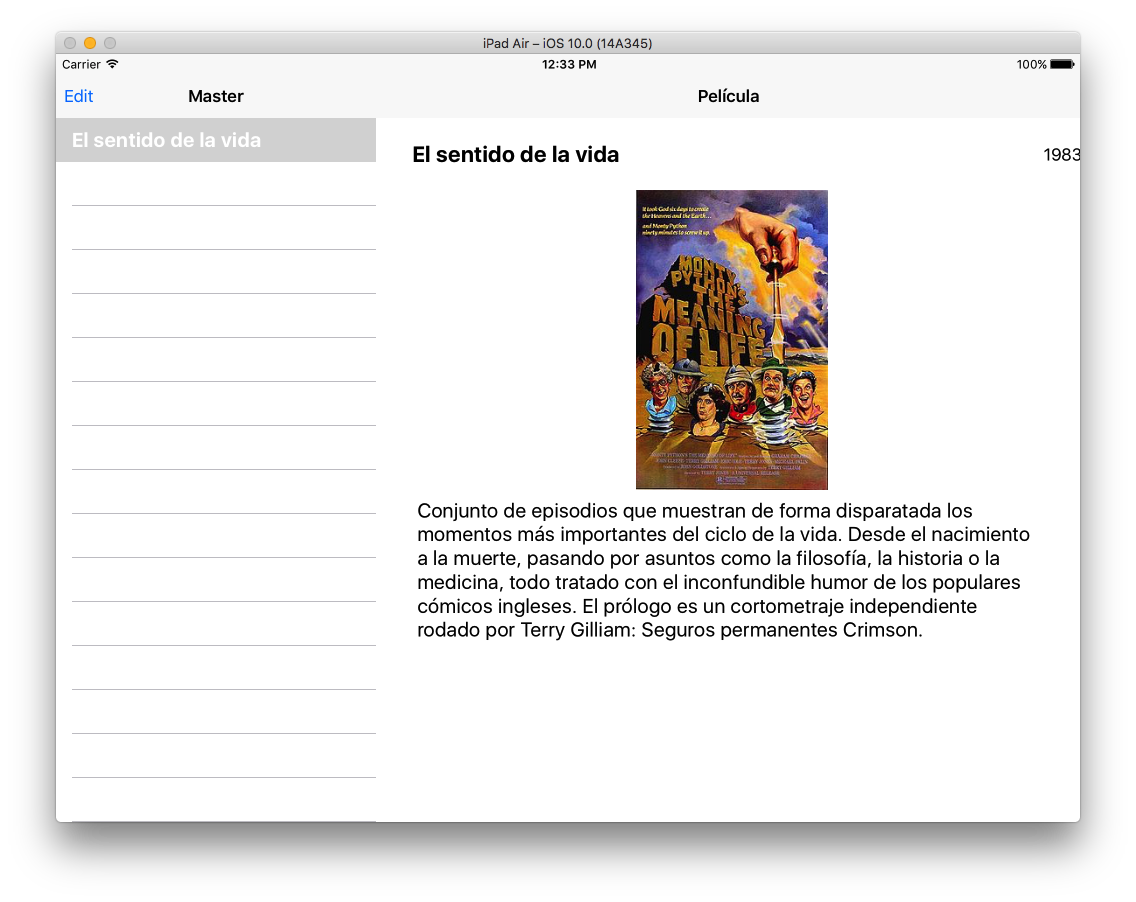 iPad Air – iOS 10.0 (14A345)
Carrier 12:33 PM 100%
Edit Master Película
El sentido de la vida
El sentido de la vida 1983
It took God six days to create
the Heavens and the Earth...
and Monty Python
ninety minutes to screw it up.
MONTY
PYTHON'S
THE
MEANING
OF LIFE
Conjunto de episodios que muestran de forma disparatada los
momentos más importantes del ciclo de la vida. Desde el nacimiento
a la muerte, pasando por asuntos como la filosofía, la historia o la
medicina, todo tratado con el inconfundible humor de los populares
cómicos ingleses. El prólogo es un cortometraje independiente
rodado por Terry Gilliam: Seguros permanentes Crimson.